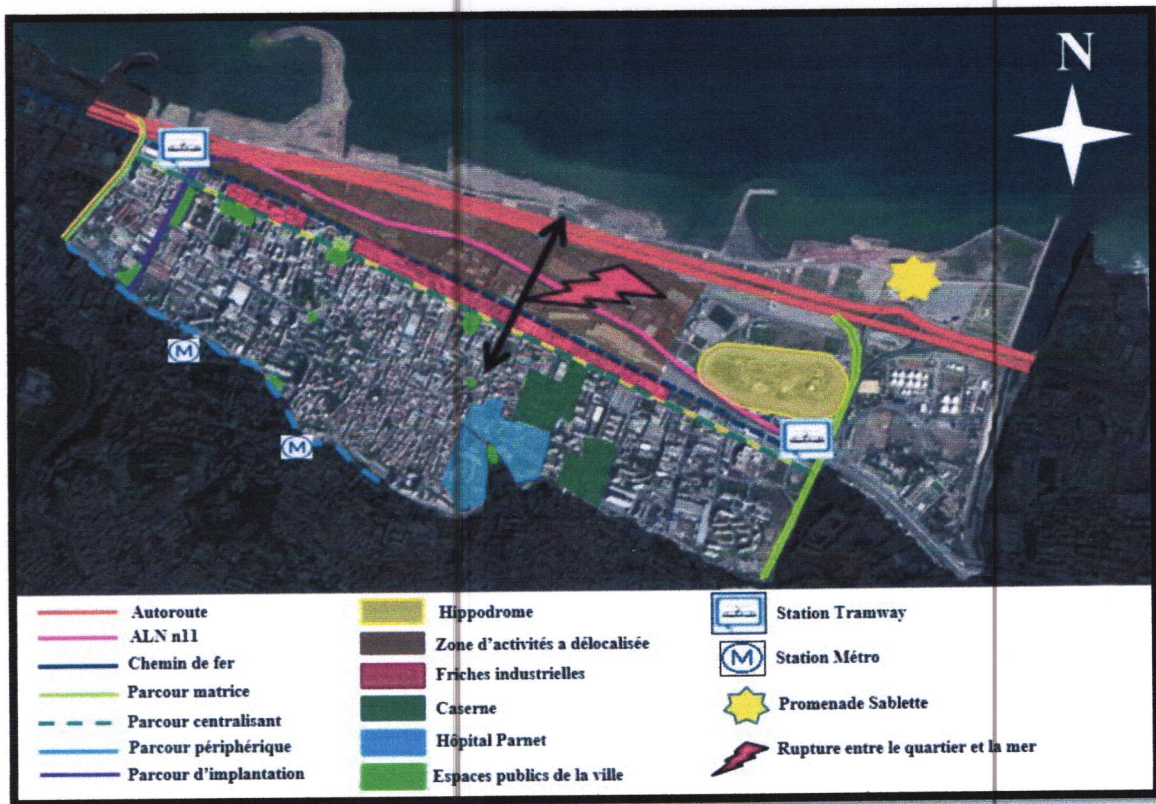 N
M
M
Autoroute
ALN n11
Chemin de fer
Parcour matrice
Parcour centralisant
Parcour périphérique
Parcour d'implantation
Hippodrome
Zone d'activités a délocalisée
Friches industrielles
Caserne
Hôpital Parnet
Espaces publics de la ville
Station Tramway
M
Station Métro
Promenade Sablette
Rupture entre le quartier et la mer